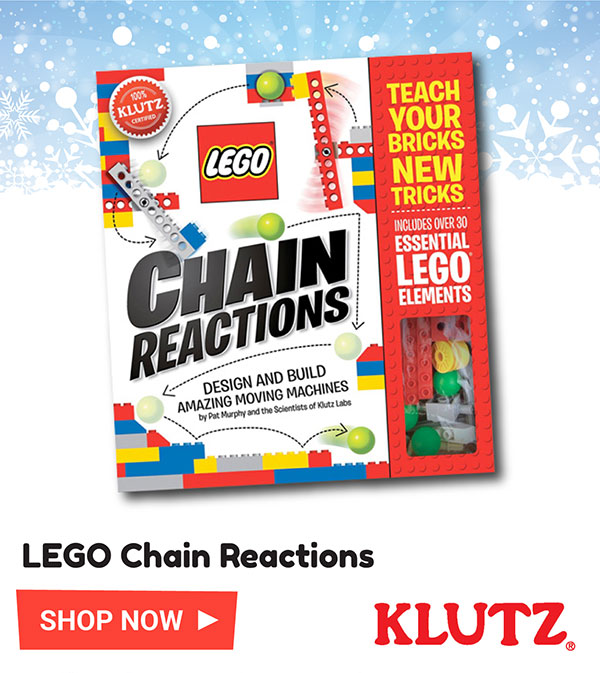 100%
KLUTZ
CERTIFIED
LEGO
TEACH
YOUR
BRICKS
NEW
TRICKS
INCLUDES OVER 30
ESSENTIAL
LEGO®
ELEMENTS
CHAIN
REACTIONS
DESIGN AND BUILD
AMAZING MOVING MACHINES
by Pat Murphy and the Scientists of Klutz Labs
LEGO Chain Reactions
SHOP NOW
KLUTZ®